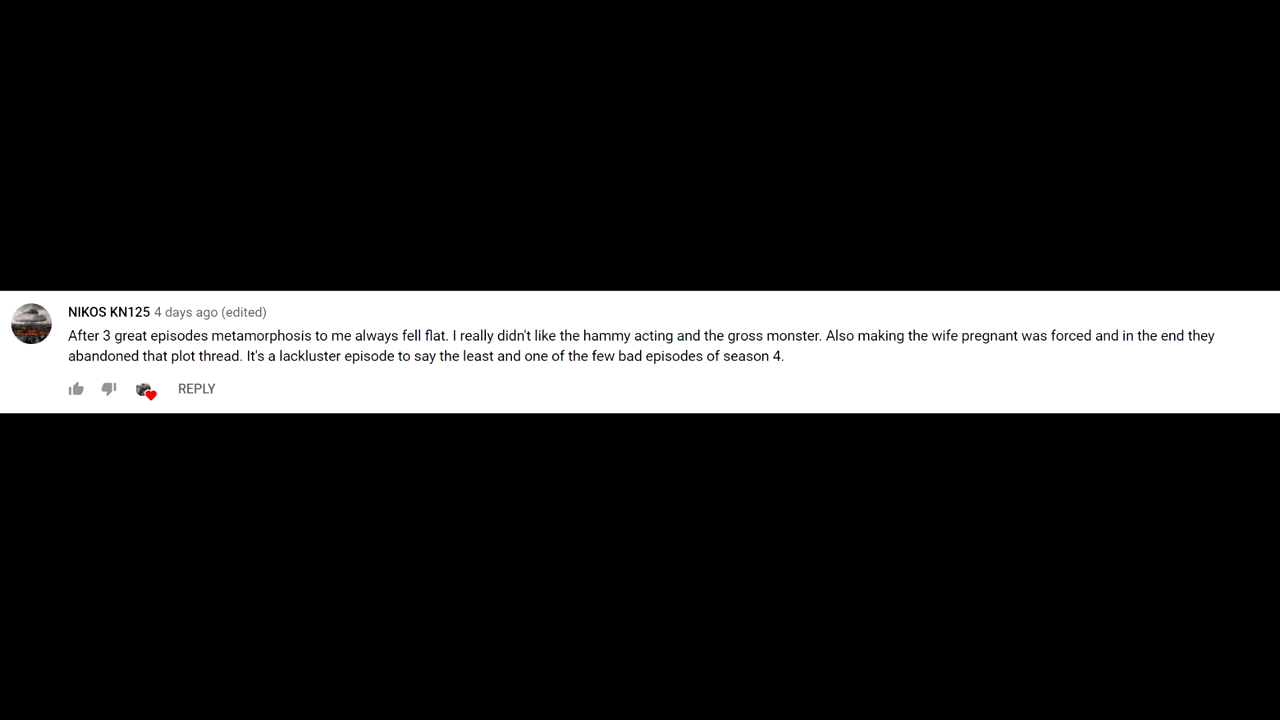 NIKOS KN125 4 days ago (edited)
After 3 great episodes metamorphosis to me always fell flat. I really didn't like the hammy acting and the gross monster. Also making the wife pregnant was forced and in the end they
abandoned that plot thread. It's a lackluster episode to say the least and one of the few bad episodes of season 4.
REPLY